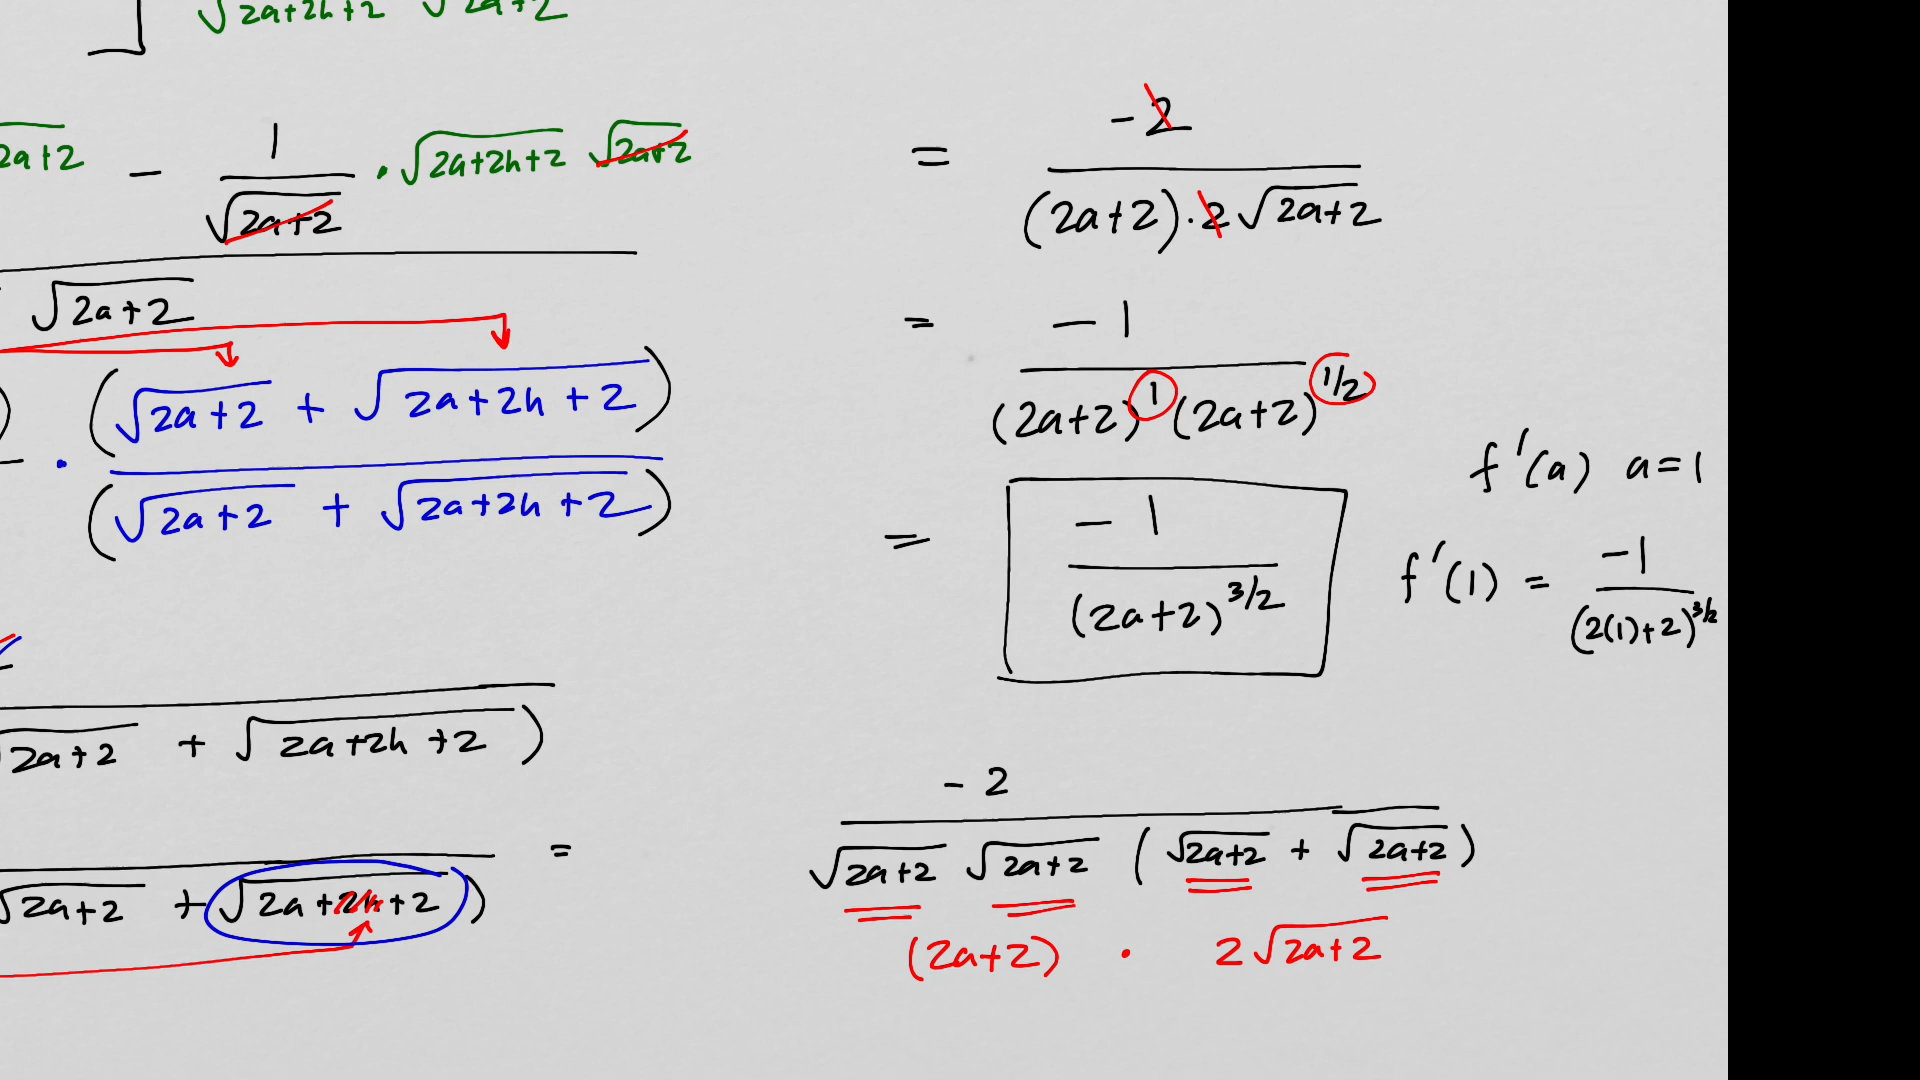 √2a+2h+2 √2a+2
2a+2 - 1/√2a+2 · √2a+2h+2 √2a+2
√2a+2
· (√2a+2 + √2a+2h+2)
(√2a+2 + √2a+2h+2)
√2a+2 + √2a+2h+2)
√2a+2 + √2a+2h+2) =
= -2
(2a+2)·2√2a+2
= -1
(2a+2)^1 (2a+2)^1/2
= -1
(2a+2)^3/2
f'(a) a=1
f'(1) = -1
(2(1)+2)^3/2
-2
√2a+2 √2a+2 (√2a+2 + √2a+2)
(2a+2) · 2√2a+2